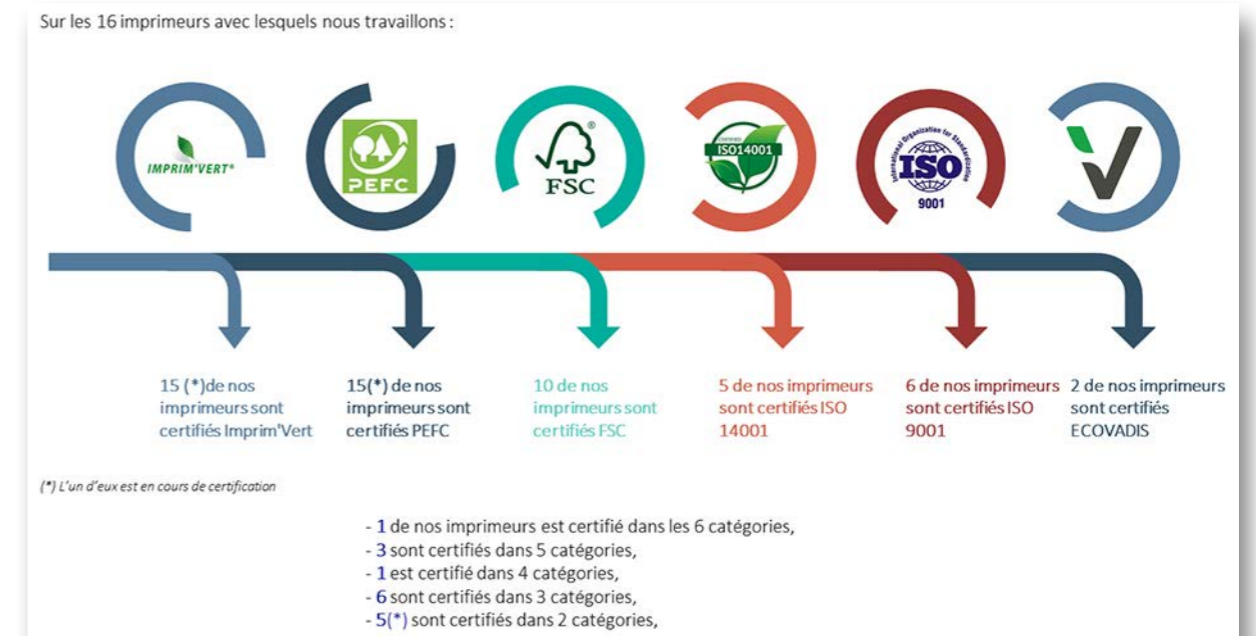 Sur les 16 imprimeurs avec lesquels nous travaillons :
IMPRIM'VERT®
PEFC
FSC
®
CERTIFIED
ISO14001
International Organization for Standardization
ISO
9001
15 (*)de nos
imprimeurs sont
certifiés Imprim'Vert
15(*) de nos
imprimeurs sont
certifiés PEFC
10 de nos
imprimeurs sont
certifiés FSC
5 de nos imprimeurs
sont certifiés ISO
14001
6 de nos imprimeurs
sont certifiés ISO
9001
2 de nos imprimeurs
sont certifiés
ECOVADIS
(*) L'un d'eux est en cours de certification
- 1 de nos imprimeurs est certifié dans les 6 catégories,
- 3 sont certifiés dans 5 catégories,
- 1 est certifié dans 4 catégories,
- 6 sont certifiés dans 3 catégories,
- 5(*) sont certifiés dans 2 catégories,